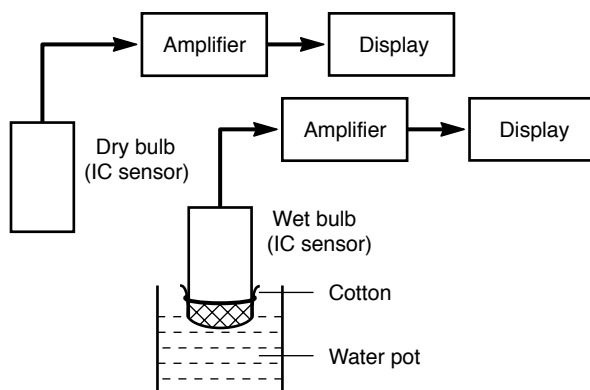 Amplifier
Display
Dry bulb
(IC sensor)
Amplifier
Display
Wet bulb
(IC sensor)
Cotton
Water pot